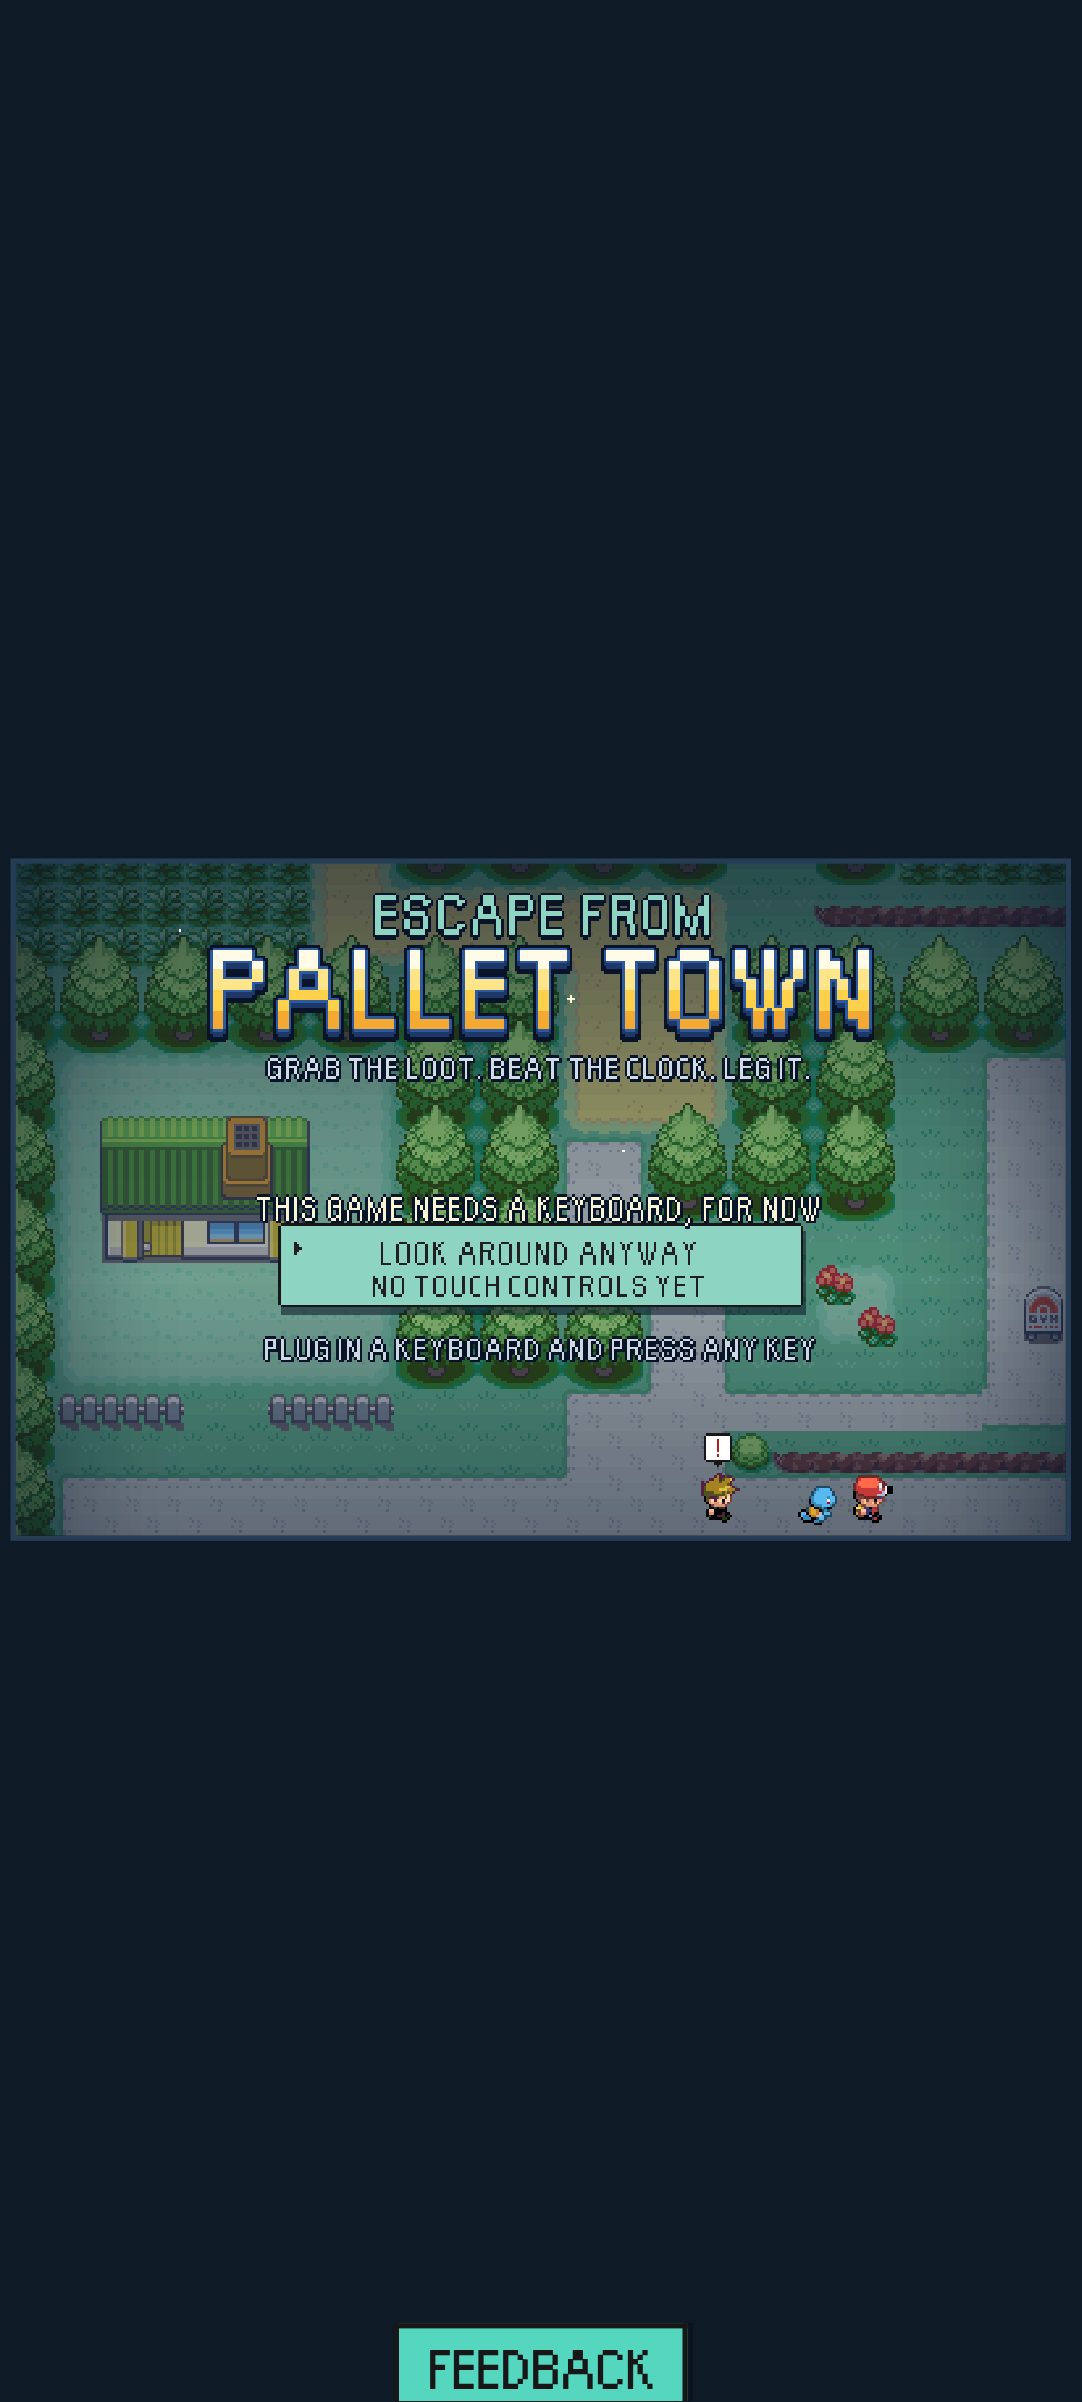 ESCAPE FROM
PALLET TOWN
GRAB THE LOOT. BEAT THE CLOCK. LEG IT.
THIS GAME NEEDS A KEYBOARD, FOR NOW
LOOK AROUND ANYWAY
NO TOUCH CONTROLS YET
GYM
PLUG IN A KEYBOARD AND PRESS ANY KEY
!
FEEDBACK